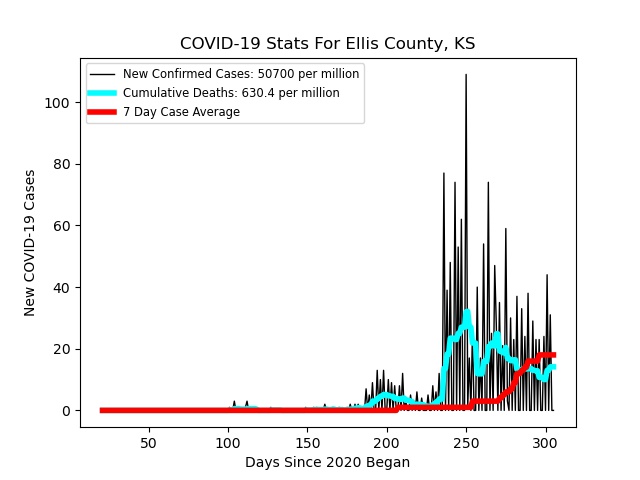 COVID-19 Stats For Ellis County, KS
New Confirmed Cases: 50700 per million
Cumulative Deaths: 630.4 per million
7 Day Case Average
New COVID-19 Cases
100
80
60
40
20
0
50 100 150 200 250 300
Days Since 2020 Began